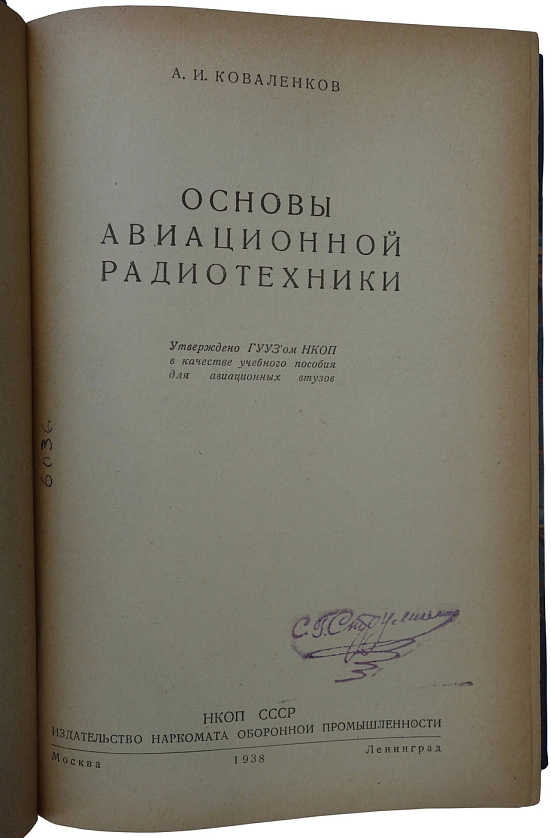 А. И. КОВАЛЕНКОВ
ОСНОВЫ
АВИАЦИОННОЙ
РАДИОТЕХНИКИ
Утверждено ГУУЗ'ом НКОП
в качестве учебного пособия
для авиационных втузов
6036
С.Г.
НКОП СССР
ИЗДАТЕЛЬСТВО НАРКОМАТА ОБОРОННОЙ ПРОМЫШЛЕННОСТИ
Москва 1938 Ленинград